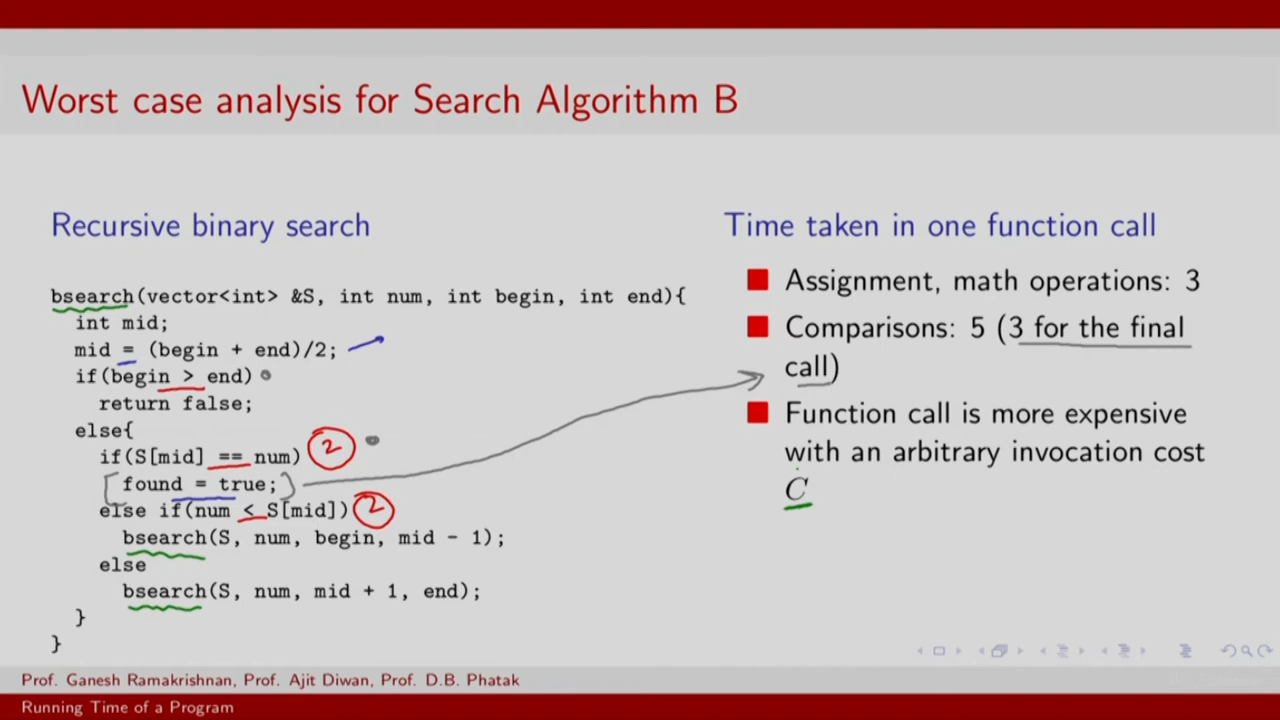 Worst case analysis for Search Algorithm B
Recursive binary search
bsearch(vector<int> &S, int num, int begin, int end){
int mid;
mid = (begin + end)/2;
if(begin > end)
return false;
else{
if(S[mid] == num) 2
found = true;
else if(num < S[mid]) 2
bsearch(S, num, begin, mid - 1);
else
bsearch(S, num, mid + 1, end);
}
}
Time taken in one function call
Assignment, math operations: 3
Comparisons: 5 (3 for the final
call)
Function call is more expensive
with an arbitrary invocation cost
C
Prof. Ganesh Ramakrishnan, Prof. Ajit Diwan, Prof. D.B. Phatak
Running Time of a Program